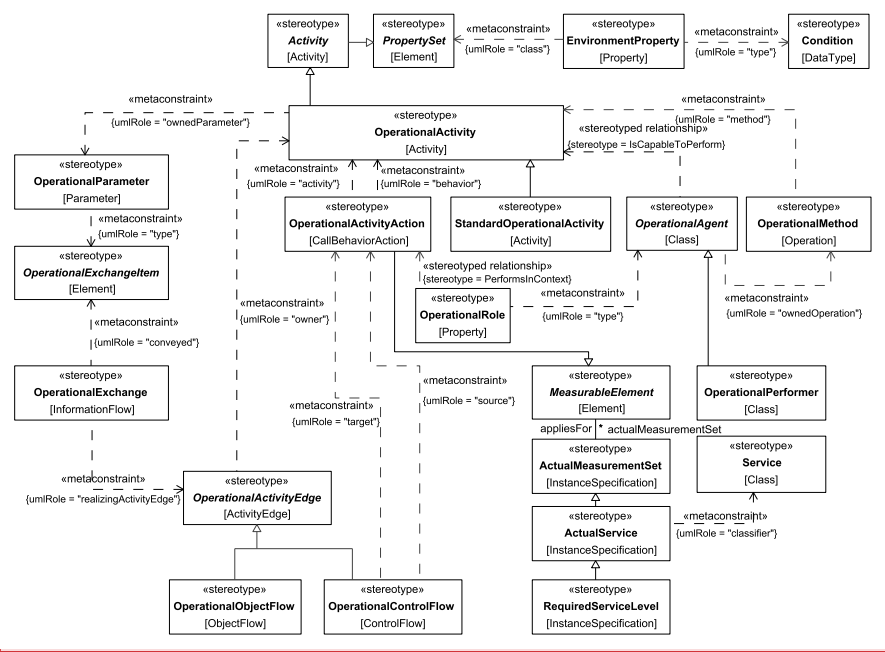 «stereotype»
Activity
[Activity]
«stereotype»
PropertySet
[Element]
«metaconstraint»
{umlRole = "class"}
«stereotype»
EnvironmentProperty
[Property]
«metaconstraint»
{umlRole = "type"}
«stereotype»
Condition
[DataType]
«metaconstraint»
{umlRole = "ownedParameter"}
«stereotype»
OperationalActivity
[Activity]
«metaconstraint»
{umlRole = "method"}
«stereotyped relationship»
{stereotype = IsCapableToPerform}
«stereotype»
OperationalParameter
[Parameter]
«metaconstraint»
{umlRole = "activity"}
«metaconstraint»
{umlRole = "behavior"}
«metaconstraint»
{umlRole = "type"}
«stereotype»
OperationalActivityAction
[CallBehaviorAction]
«stereotype»
StandardOperationalActivity
[Activity]
«stereotype»
OperationalAgent
[Class]
«stereotype»
OperationalMethod
[Operation]
«stereotype»
OperationalExchangeItem
[Element]
«stereotyped relationship»
{stereotype = PerformsInContext}
«metaconstraint»
{umlRole = "owner"}
«stereotype»
OperationalRole
[Property]
«metaconstraint»
{umlRole = "type"}
«metaconstraint»
{umlRole = "ownedOperation"}
«metaconstraint»
{umlRole = "conveyed"}
«stereotype»
OperationalExchange
[InformationFlow]
«metaconstraint»
{umlRole = "target"}
«metaconstraint»
{umlRole = "source"}
«stereotype»
MeasurableElement
[Element]
«stereotype»
OperationalPerformer
[Class]
appliesFor
* actualMeasurementSet
«stereotype»
ActualMeasurementSet
[InstanceSpecification]
«stereotype»
Service
[Class]
«metaconstraint»
{umlRole = "realizingActivityEdge"}
«stereotype»
OperationalActivityEdge
[ActivityEdge]
«stereotype»
ActualService
[InstanceSpecification]
«metaconstraint»
{umlRole = "classifier"}
«stereotype»
OperationalObjectFlow
[ObjectFlow]
«stereotype»
OperationalControlFlow
[ControlFlow]
«stereotype»
RequiredServiceLevel
[InstanceSpecification]